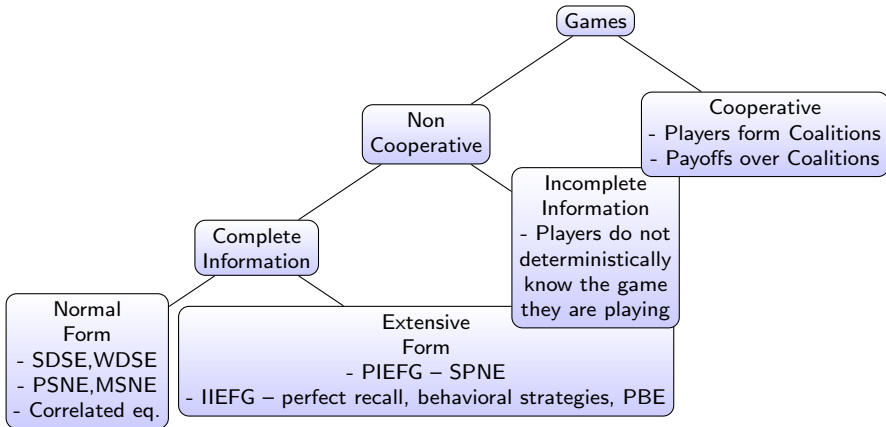 Games
Non
Cooperative
Cooperative
- Players form Coalitions
- Payoffs over Coalitions
Complete
Information
Incomplete
Information
- Players do not
deterministically
know the game
they are playing
Normal
Form
- SDSE,WDSE
- PSNE,MSNE
- Correlated eq.
Extensive
Form
- PIEFG – SPNE
- IIEFG – perfect recall, behavioral strategies, PBE